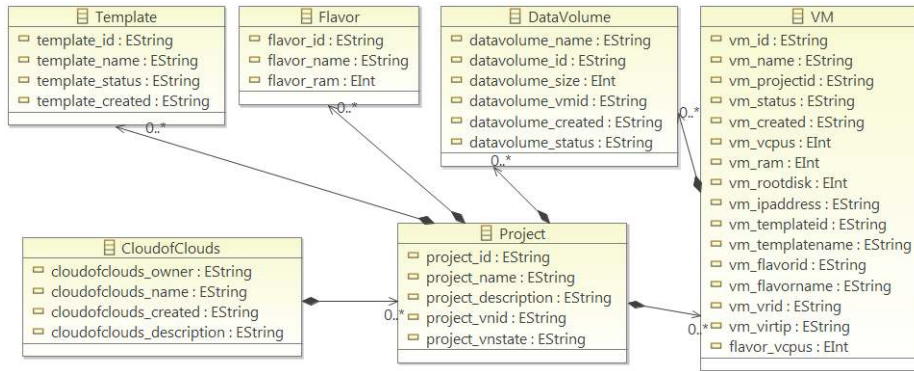 Template
template_id : EString
template_name : EString
template_status : EString
template_created : EString
0..*
Flavor
flavor_id : EString
flavor_name : EString
flavor_ram : EInt
0..*
DataVolume
datavolume_name : EString
datavolume_id : EString
datavolume_size : EInt
datavolume_vmid : EString
datavolume_created : EString
datavolume_status : EString
0..*
0..*
VM
vm_id : EString
vm_name : EString
vm_projectid : EString
vm_status : EString
vm_created : EString
vm_vcpus : EInt
vm_ram : EInt
vm_rootdisk : EInt
vm_ipaddress : EString
vm_templateid : EString
vm_templatename : EString
vm_flavorid : EString
vm_flavorname : EString
vm_vrid : EString
vm_virtip : EString
flavor_vcpus : EInt
0..*
CloudofClouds
cloudofclouds_owner : EString
cloudofclouds_name : EString
cloudofclouds_created : EString
cloudofclouds_description : EString
0..*
Project
project_id : EString
project_name : EString
project_description : EString
project_vnid : EString
project_vnstate : EString